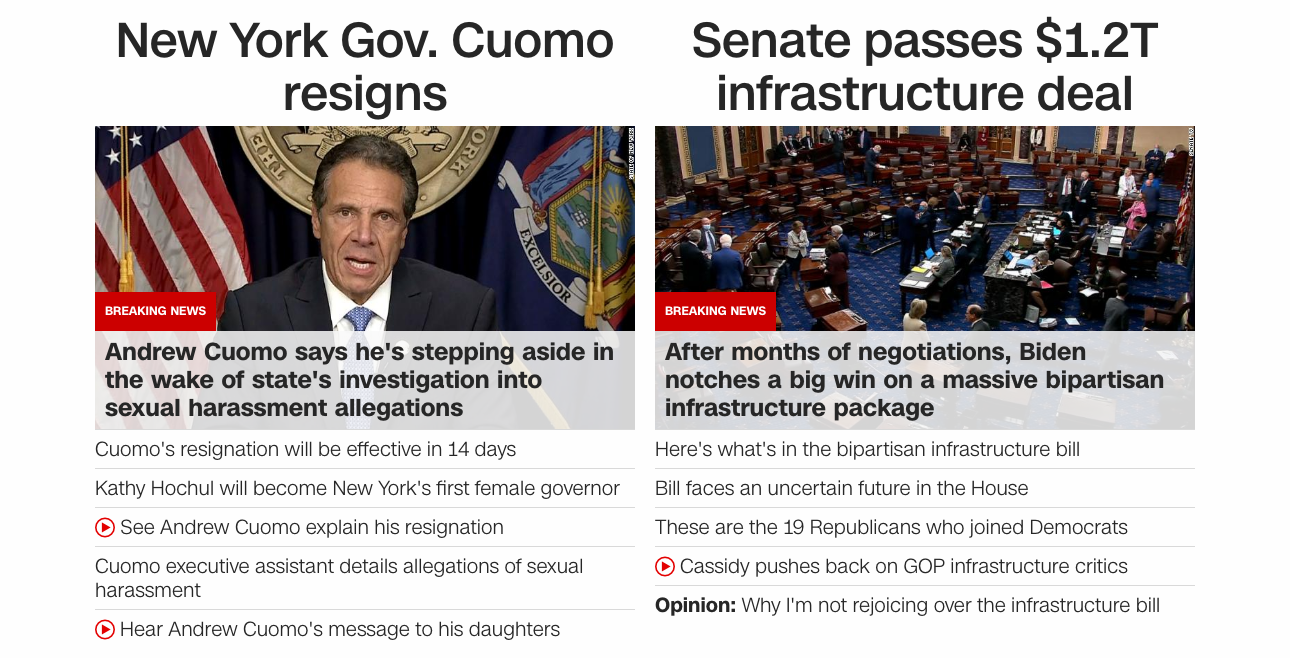 New York Gov. Cuomo
resigns
THE
YORK
EXCELSIOR
BREAKING NEWS
Andrew Cuomo says he's stepping aside in
the wake of state's investigation into
sexual harassment allegations
Cuomo's resignation will be effective in 14 days
Kathy Hochul will become New York's first female governor
See Andrew Cuomo explain his resignation
Cuomo executive assistant details allegations of sexual
harassment
Hear Andrew Cuomo's message to his daughters
Senate passes $1.2T
infrastructure deal
BREAKING NEWS
After months of negotiations, Biden
notches a big win on a massive bipartisan
infrastructure package
Here's what's in the bipartisan infrastructure bill
Bill faces an uncertain future in the House
These are the 19 Republicans who joined Democrats
Cassidy pushes back on GOP infrastructure critics
Opinion: Why I'm not rejoicing over the infrastructure bill